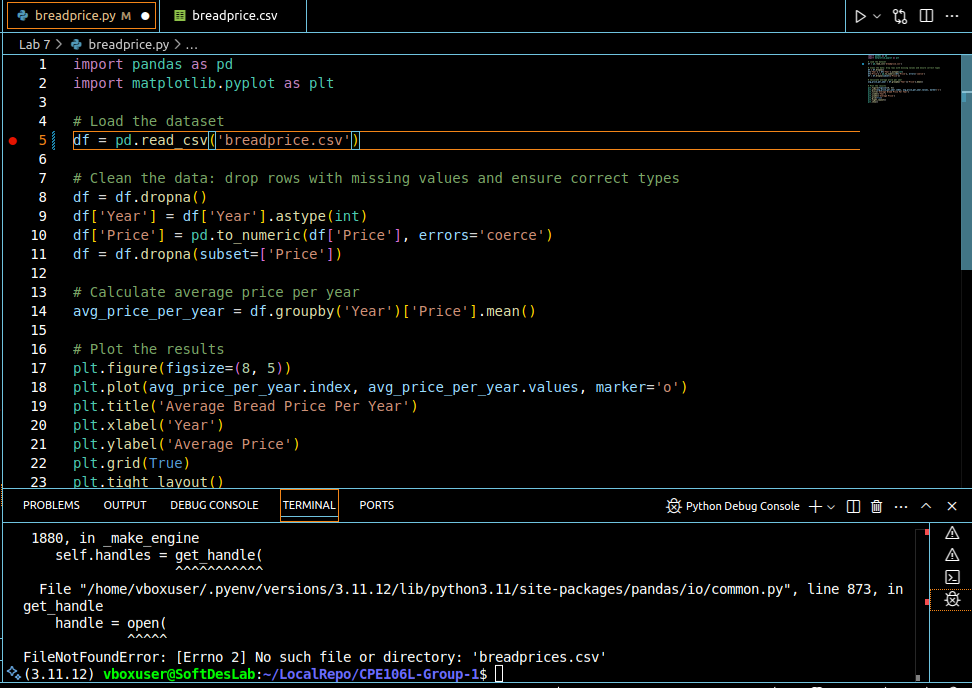 breadprice.py M
breadprice.csv
Lab 7 > breadprice.py > ...
1 import pandas as pd
2 import matplotlib.pyplot as plt
3
4 # Load the dataset
5 df = pd.read_csv('breadprice.csv')
6
7 # Clean the data: drop rows with missing values and ensure correct types
8 df = df.dropna()
9 df['Year'] = df['Year'].astype(int)
10 df['Price'] = pd.to_numeric(df['Price'], errors='coerce')
11 df = df.dropna(subset=['Price'])
12
13 # Calculate average price per year
14 avg_price_per_year = df.groupby('Year')['Price'].mean()
15
16 # Plot the results
17 plt.figure(figsize=(8, 5))
18 plt.plot(avg_price_per_year.index, avg_price_per_year.values, marker='o')
19 plt.title('Average Bread Price Per Year')
20 plt.xlabel('Year')
21 plt.ylabel('Average Price')
22 plt.grid(True)
23 plt.tight_layout()
PROBLEMS OUTPUT DEBUG CONSOLE TERMINAL PORTS
Python Debug Console
1880, in _make_engine
self.handles = get_handle(
^^^^^^^^^^^
File "/home/vboxuser/.pyenv/versions/3.11.12/lib/python3.11/site-packages/pandas/io/common.py", line 873, in
get_handle
handle = open(
^^^^^
FileNotFoundError: [Errno 2] No such file or directory: 'breadprices.csv'
(3.11.12) vboxuser@SoftDesLab:~/LocalRepo/CPE106L-Group-1$